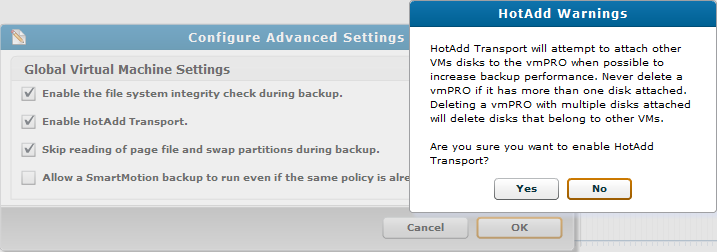 Configure Advanced Settings
Global Virtual Machine Settings
Enable the file system integrity check during backup.
Enable HotAdd Transport.
Skip reading of page file and swap partitions during backup.
Allow a SmartMotion backup to run even if the same policy is
Cancel
OK
HotAdd Warnings
HotAdd Transport will attempt to attach other
VMs disks to the vmPRO when possible to
increase backup performance. Never delete a
vmPRO if it has more than one disk attached.
Deleting a vmPRO with multiple disks attached
will delete disks that belong to other VMs.
Are you sure you want to enable HotAdd
Transport?
Yes
No